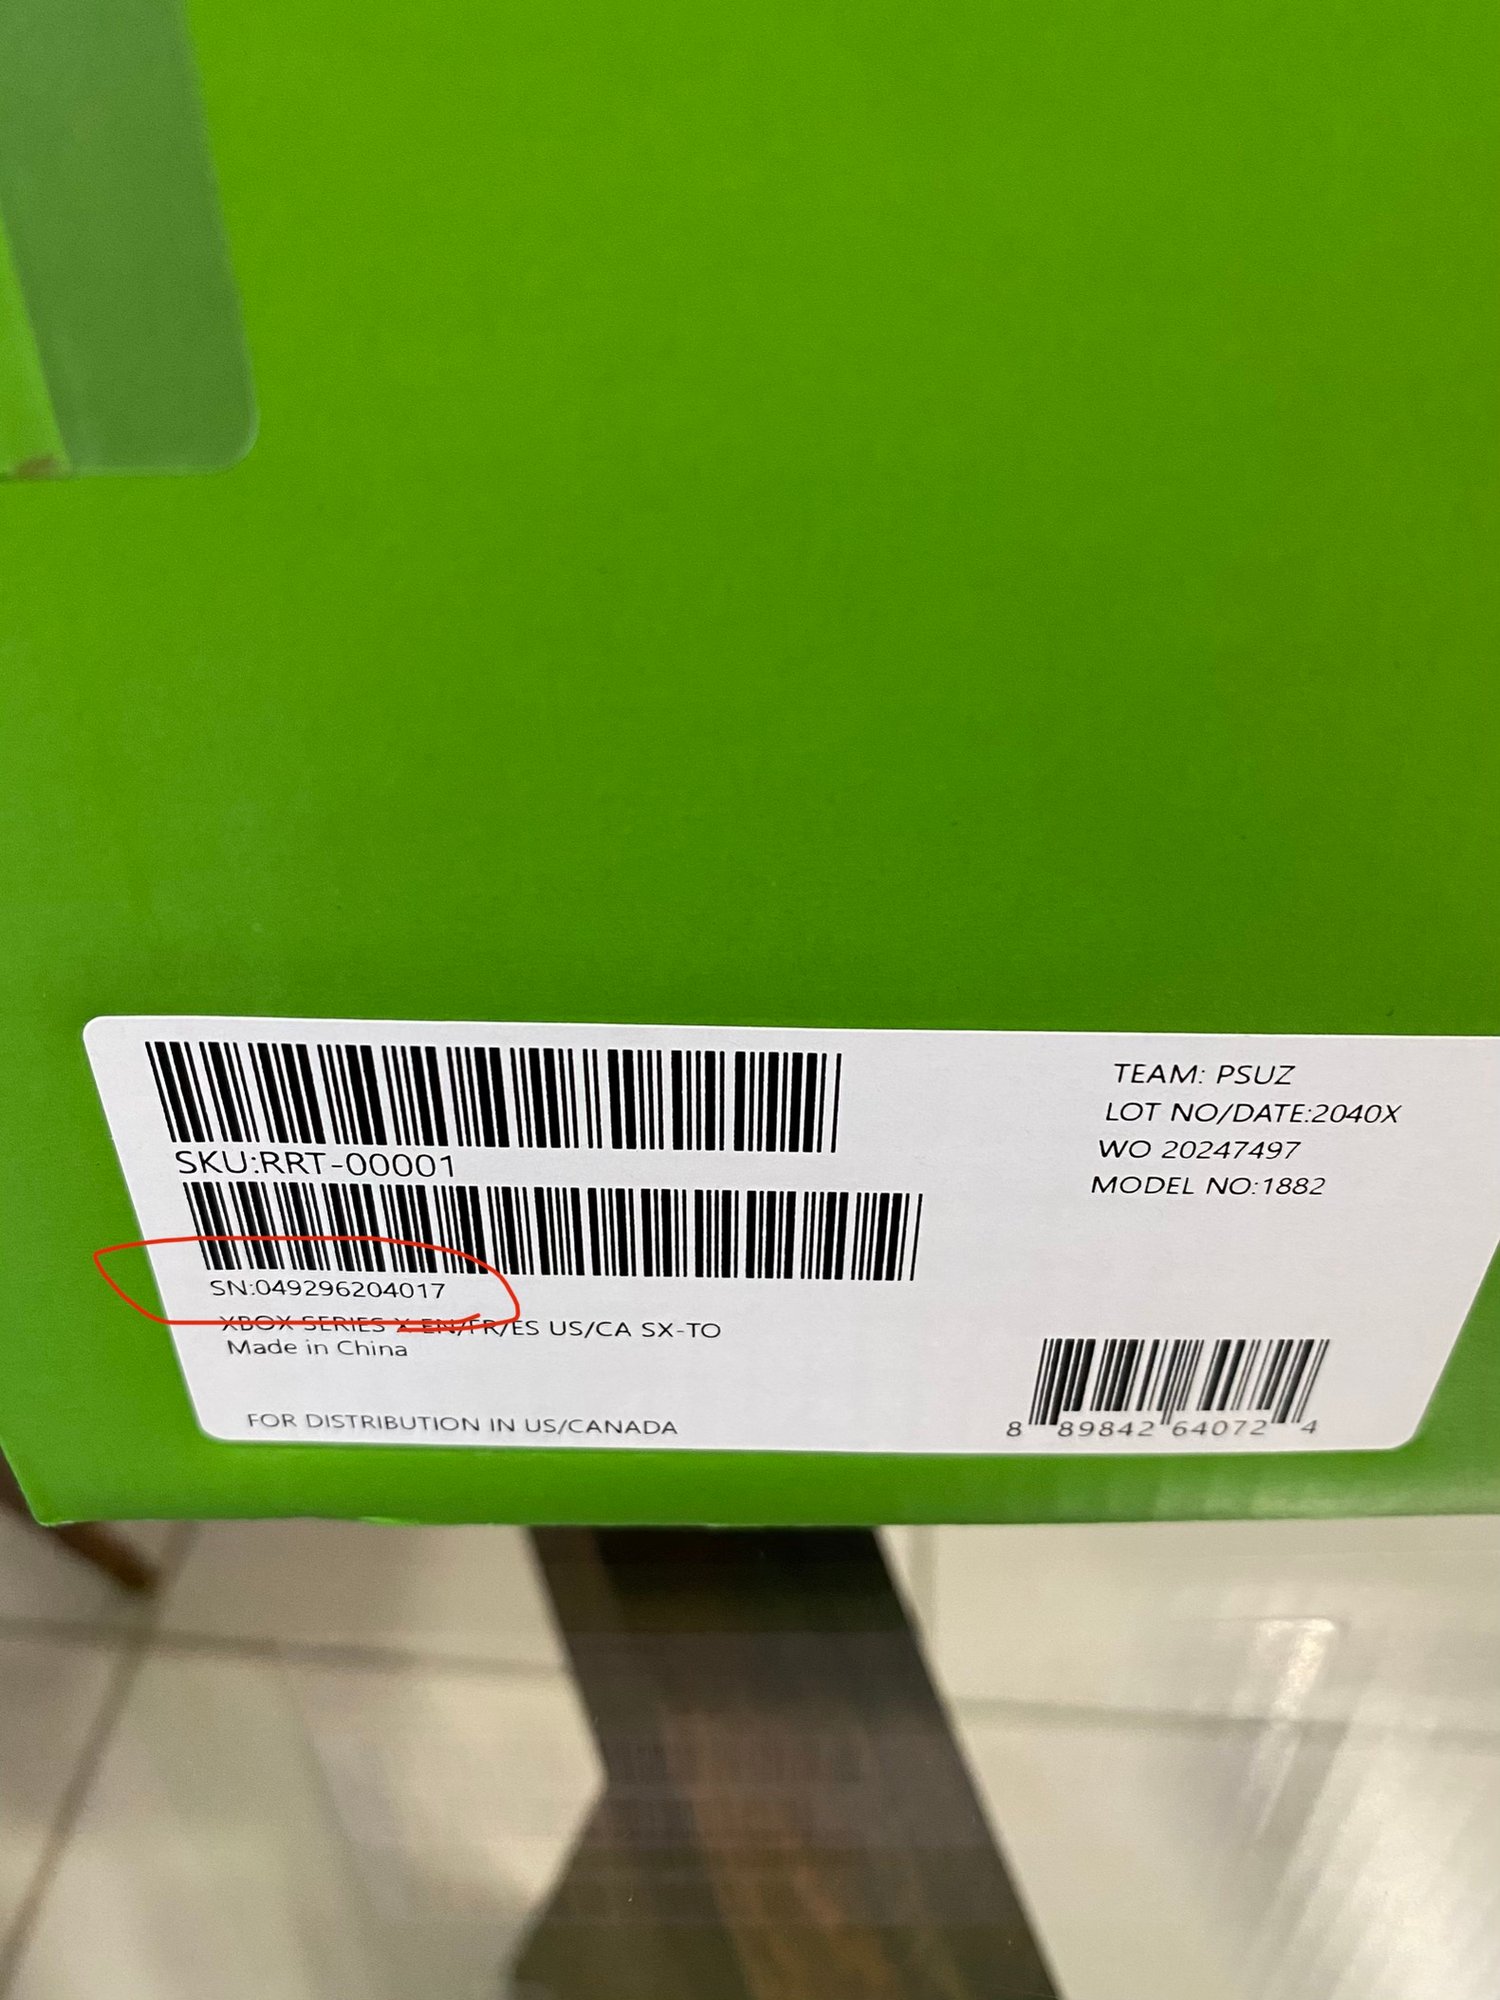 SKU:RRT-00001
SN:049296204017
XBOX SERIES X EN/FR/ES US/CA SX-TO
Made in China
FOR DISTRIBUTION IN US/CANADA
TEAM: PSUZ
LOT NO/DATE:2040X
WO 20247497
MODEL NO:1882
8 89842 64072 4